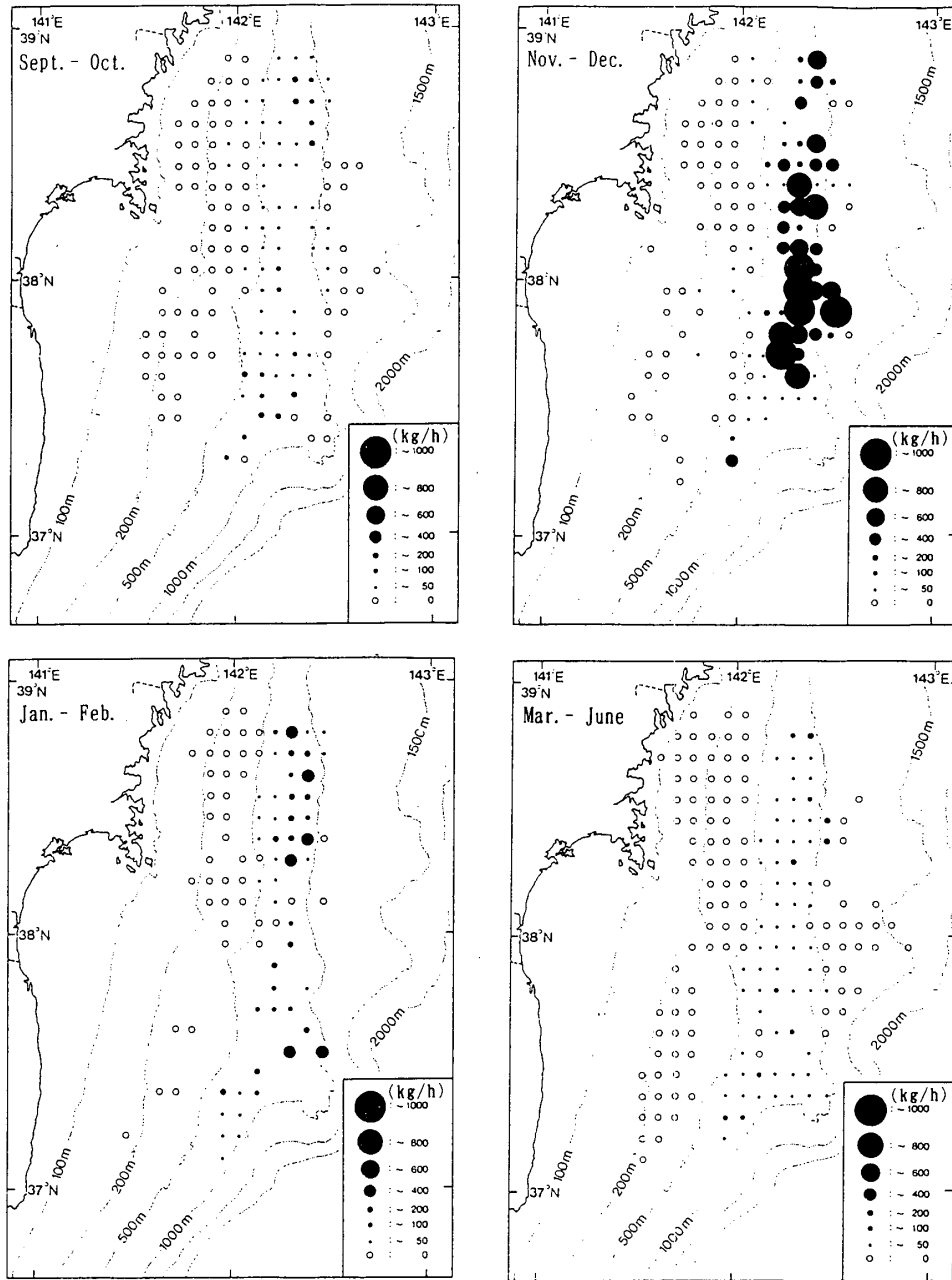 141°E
142°E
143°E
39°N
Sept. - Oct.
1500m
38°N
2000m
100m
200m
500m
1000m
37°N
(kg/h)
: ~ 1000
: ~ 800
: ~ 600
: ~ 400
: ~ 200
: ~ 100
: ~ 50
: 0
141°E
142°E
143°E
39°N
Nov. - Dec.
1500m
38°N
2000m
100m
200m
500m
1000m
37°N
(kg/h)
: ~ 1000
: ~ 800
: ~ 600
: ~ 400
: ~ 200
: ~ 100
: ~ 50
: 0
141°E
142°E
143°E
39°N
Jan. - Feb.
1500m
38°N
2000m
100m
200m
500m
1000m
37°N
(kg/h)
: ~ 1000
: ~ 800
: ~ 600
: ~ 400
: ~ 200
: ~ 100
: ~ 50
: 0
141°E
142°E
143°E
39°N
Mar. - June
1500m
38°N
2000m
100m
200m
500m
1000m
37°N
(kg/h)
: ~ 1000
: ~ 800
: ~ 600
: ~ 400
: ~ 200
: ~ 100
: ~ 50
: 0